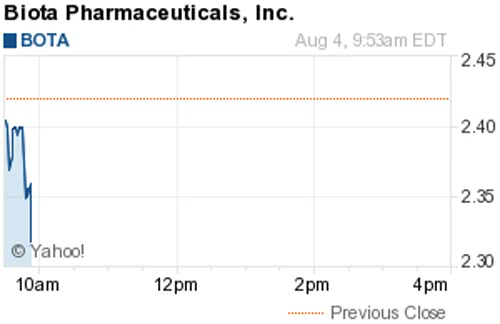 Biota Pharmaceuticals, Inc.
BOTA Aug 4, 9:53am EDT
2.45
2.40
2.35
2.30
© Yahoo!
10am 12pm 2pm 4pm
Previous Close